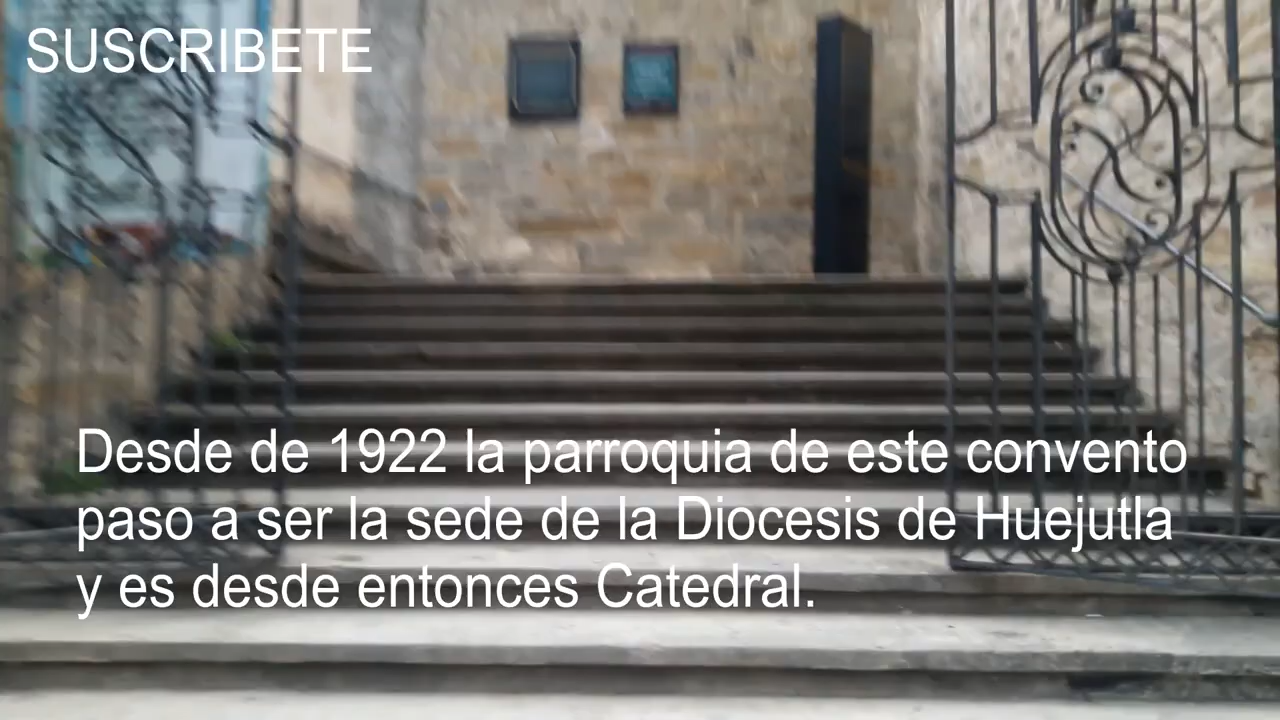 SUSCRIBETE
Desde de 1922 la parroquia de este convento
paso a ser la sede de la Diocesis de Huejutla
y es desde entonces Catedral.